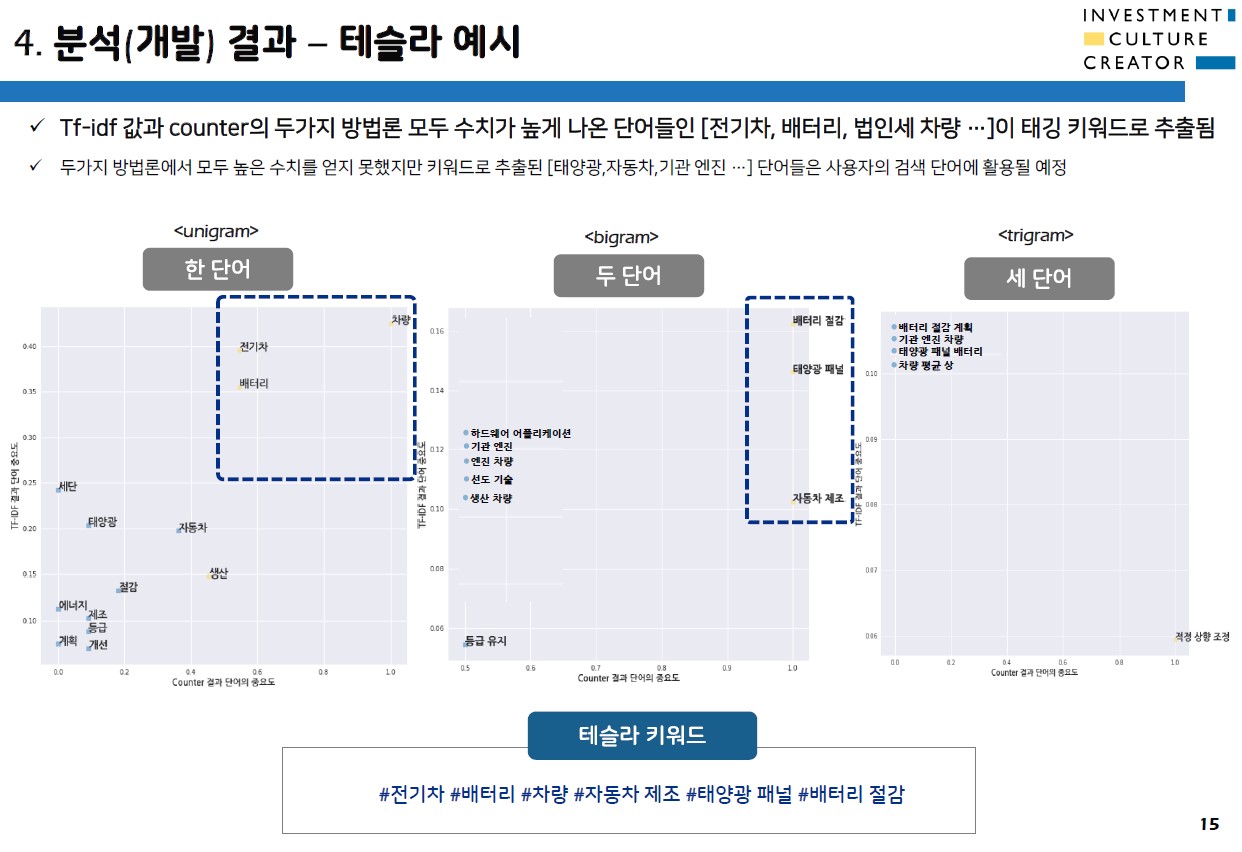 4. 분석(개발) 결과 – 테슬라 예시
INVESTMENT
CULTURE
CREATOR
✓ Tf-idf 값과 counter의 두가지 방법론 모두 수치가 높게 나온 단어들인 [전기차, 배터리, 법인세 차량 …]이 태깅 키워드로 추출됨
✓ 두가지 방법론에서 모두 높은 수치를 얻지 못했지만 키워드로 추출된 [태양광,자동차,기관 엔진 …] 단어들은 사용자의 검색 단어에 활용될 예정
<unigram>
한 단어
차량
전기차
배터리
세단
태양광
자동차
생산
절감
에너지
제조
등급
계획
개선
0.40
0.35
0.30
0.25
0.20
0.15
0.10
TF-IDF 결과 단어 중요도
0.0 0.2 0.4 0.6 0.8 1.0
Counter 결과 단어의 중요도
<bigram>
두 단어
배터리 절감
태양광 패널
하드웨어 어플리케이션
기관 엔진
엔진 차량
선도 기술
생산 차량
자동차 제조
등급 유지
0.16
0.14
0.12
0.10
0.08
0.06
TF-IDF 결과 단어 중요도
0.5 0.6 0.7 0.8 0.9 1.0
Counter 결과 단어의 중요도
<trigram>
세 단어
배터리 절감 계획
기관 엔진 차량
태양광 패널 배터리
차량 평균 상
적정 상향 조정
0.10
0.09
0.08
0.07
TF-IDF 결과 단어 중요도
0.0 0.2 0.4 0.6 0.8 1.0
Counter 결과 단어의 중요도
테슬라 키워드
#전기차 #배터리 #차량 #자동차 제조 #태양광 패널 #배터리 절감
15